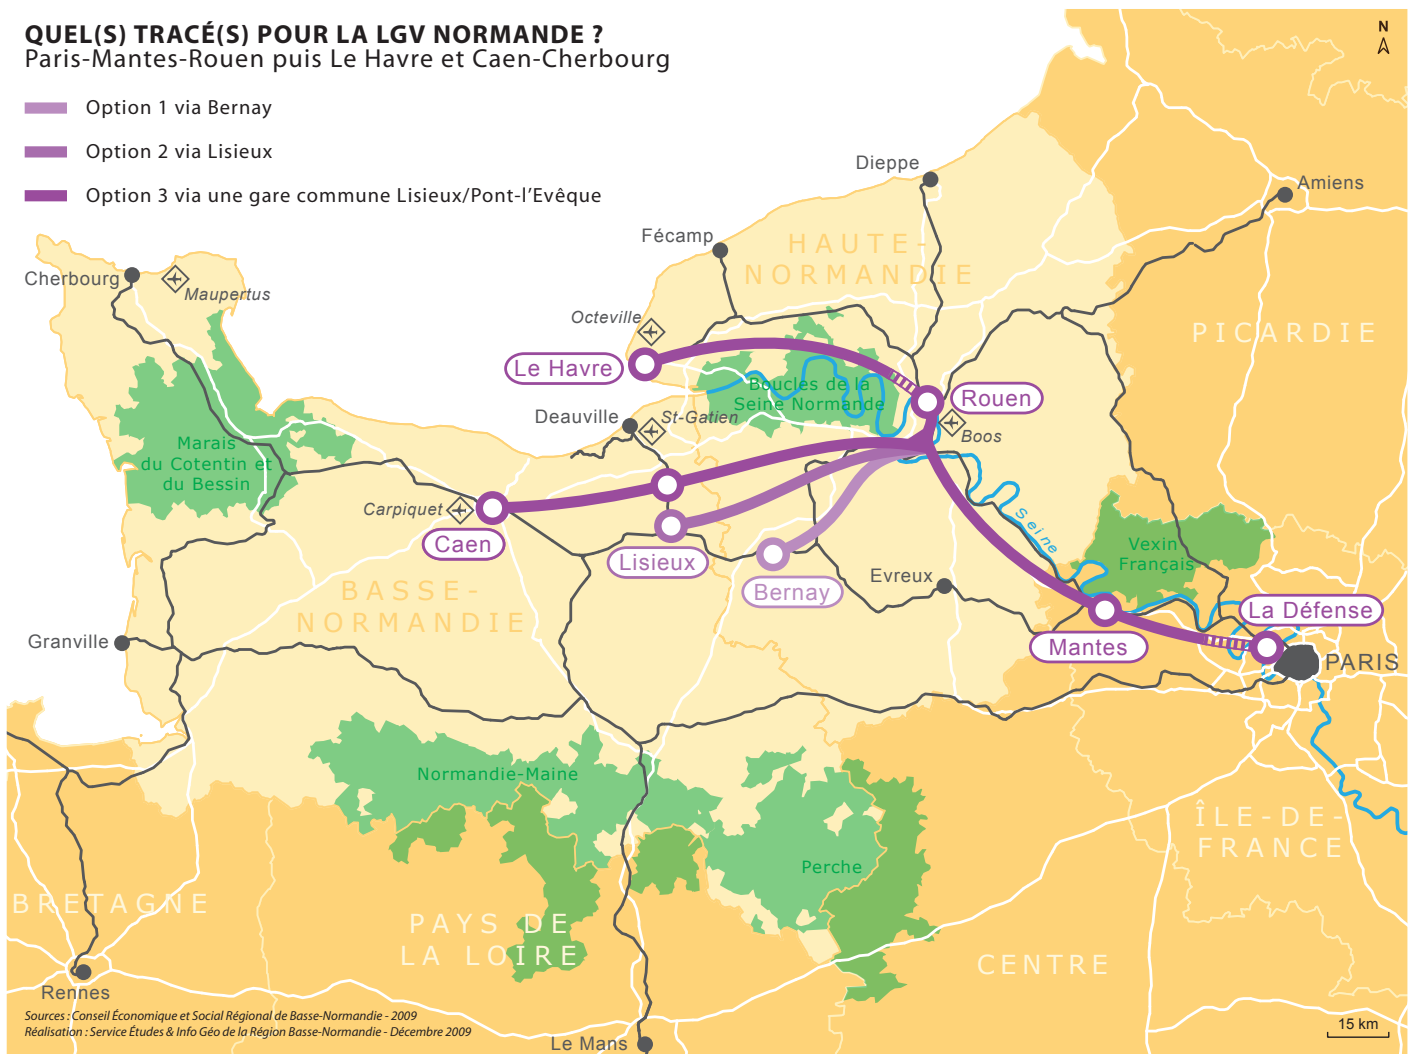 QUEL(S) TRACÉ(S) POUR LA LGV NORMANDE ?
Paris-Mantes-Rouen puis Le Havre et Caen-Cherbourg
Option 1 via Bernay
Option 2 via Lisieux
Option 3 via une gare commune Lisieux/Pont-l'Evêque
N
Dieppe
Amiens
Fécamp
HAUTE-
NORMANDIE
Cherbourg
Maupertus
Octeville
PICARDIE
Le Havre
Boucles de la
Seine Normande
Rouen
Deauville
St-Gatien
Boos
Marais
du Cotentin et
du Bessin
Carpiquet
Caen
Seine
Lisieux
Vexin
Français
Bernay
Evreux
BASSE-
NORMANDIE
La Défense
Granville
Mantes
PARIS
Normandie-Maine
ÎLE-DE-
FRANCE
Perche
BRETAGNE
PAYS DE
LA LOIRE
CENTRE
Rennes
Sources : Conseil Économique et Social Régional de Basse-Normandie - 2009
Réalisation : Service Études & Info Géo de la Région Basse-Normandie - Décembre 2009
Le Mans
15 km